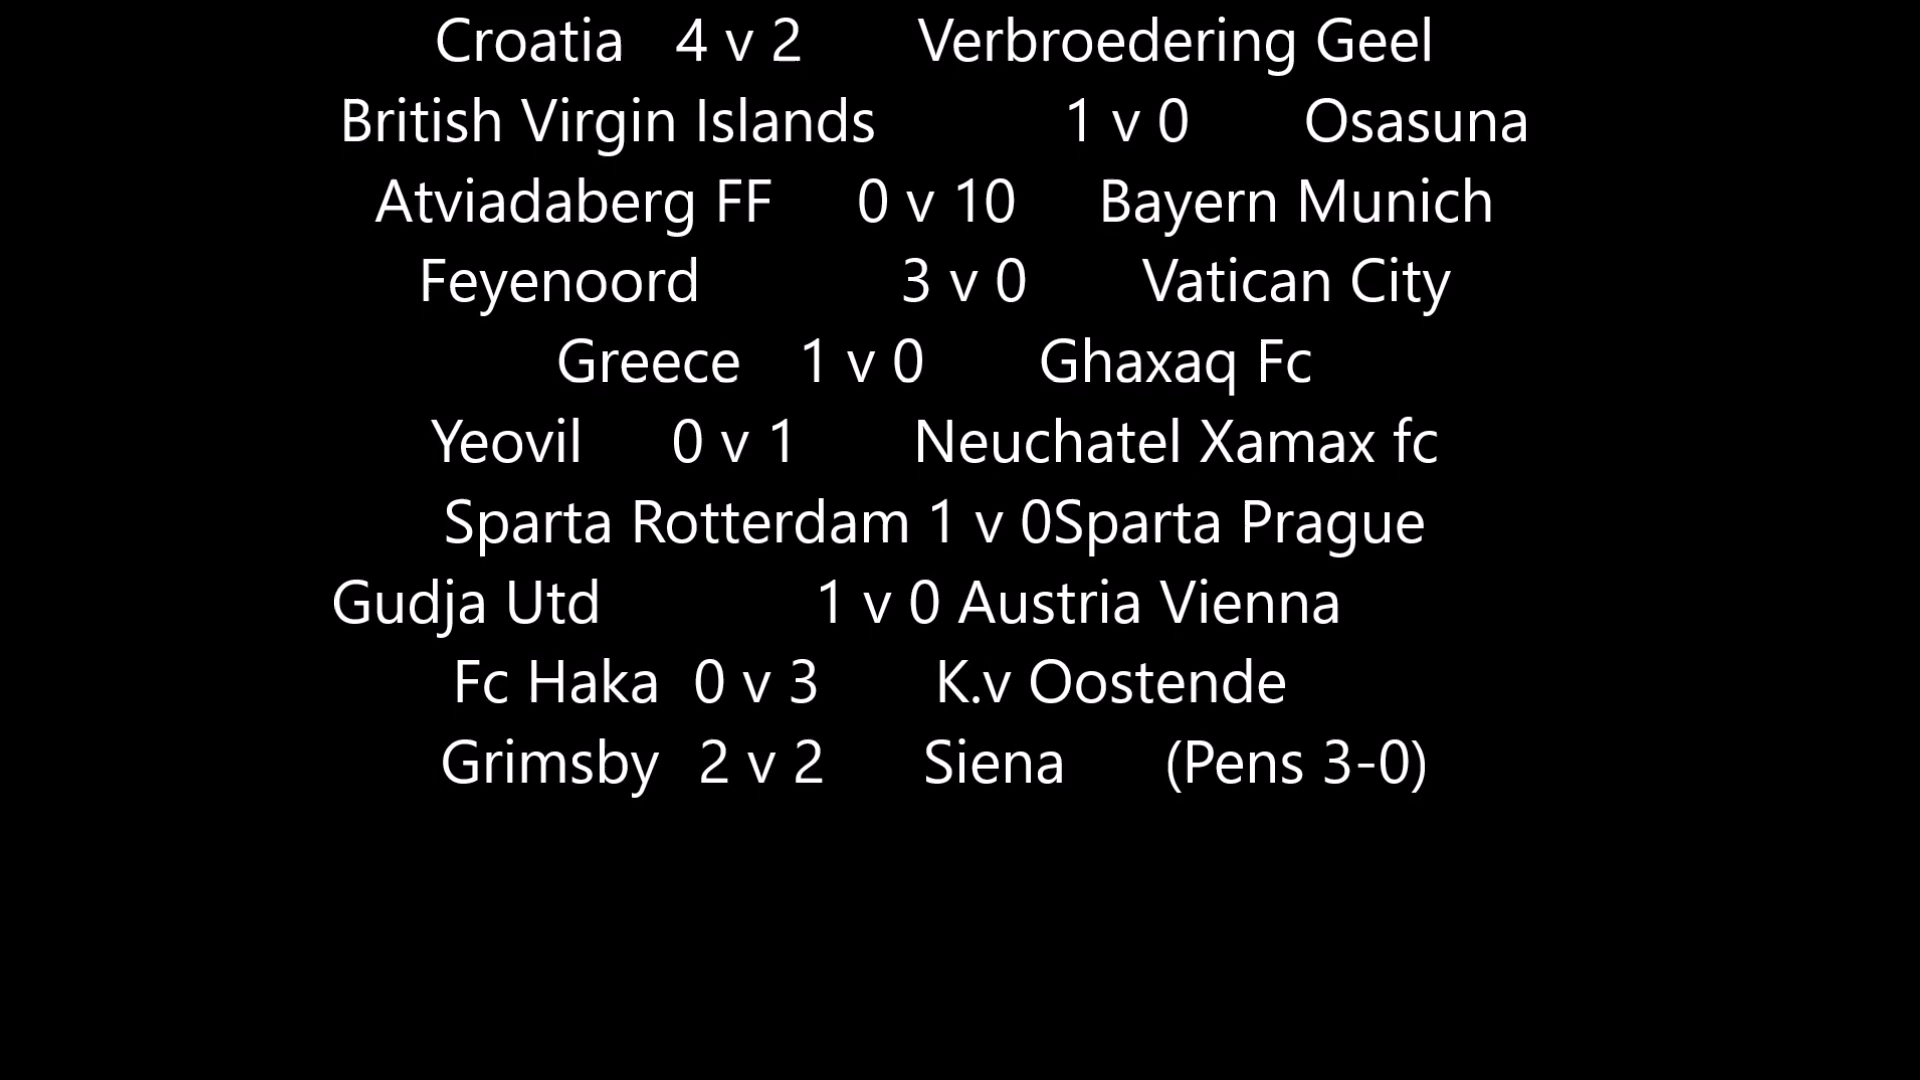 Croatia 4 v 2 Verbroedering Geel
British Virgin Islands 1 v 0 Osasuna
Atviadaberg FF 0 v 10 Bayern Munich
Feyenoord 3 v 0 Vatican City
Greece 1 v 0 Ghaxaq Fc
Yeovil 0 v 1 Neuchatel Xamax fc
Sparta Rotterdam 1 v 0Sparta Prague
Gudja Utd 1 v 0 Austria Vienna
Fc Haka 0 v 3 K.v Oostende
Grimsby 2 v 2 Siena (Pens 3-0)